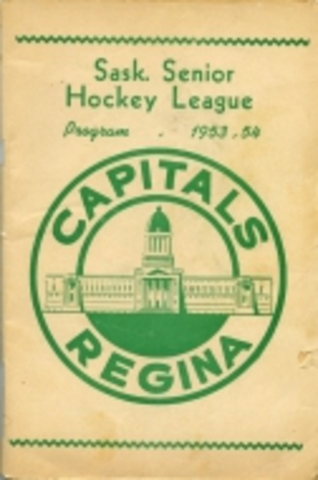 Sask. Senior
Hockey League
Program . 1953.54
CAPITALS
REGINA